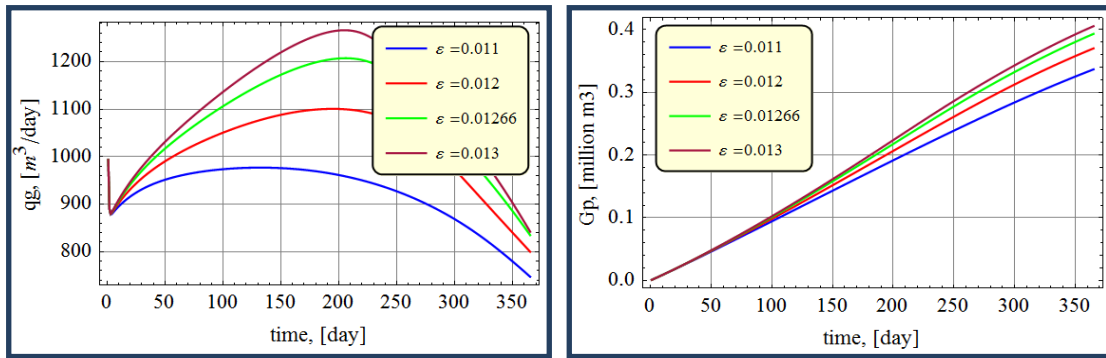 qg, [m³/day]
1200
1100
1000
900
800
0 50 100 150 200 250 300 350
time, [day]
ε =0.011
ε =0.012
ε =0.01266
ε =0.013
Gp, [million m3]
0.4
0.3
0.2
0.1
0.0
0 50 100 150 200 250 300 350
time, [day]
ε =0.011
ε =0.012
ε =0.01266
ε =0.013